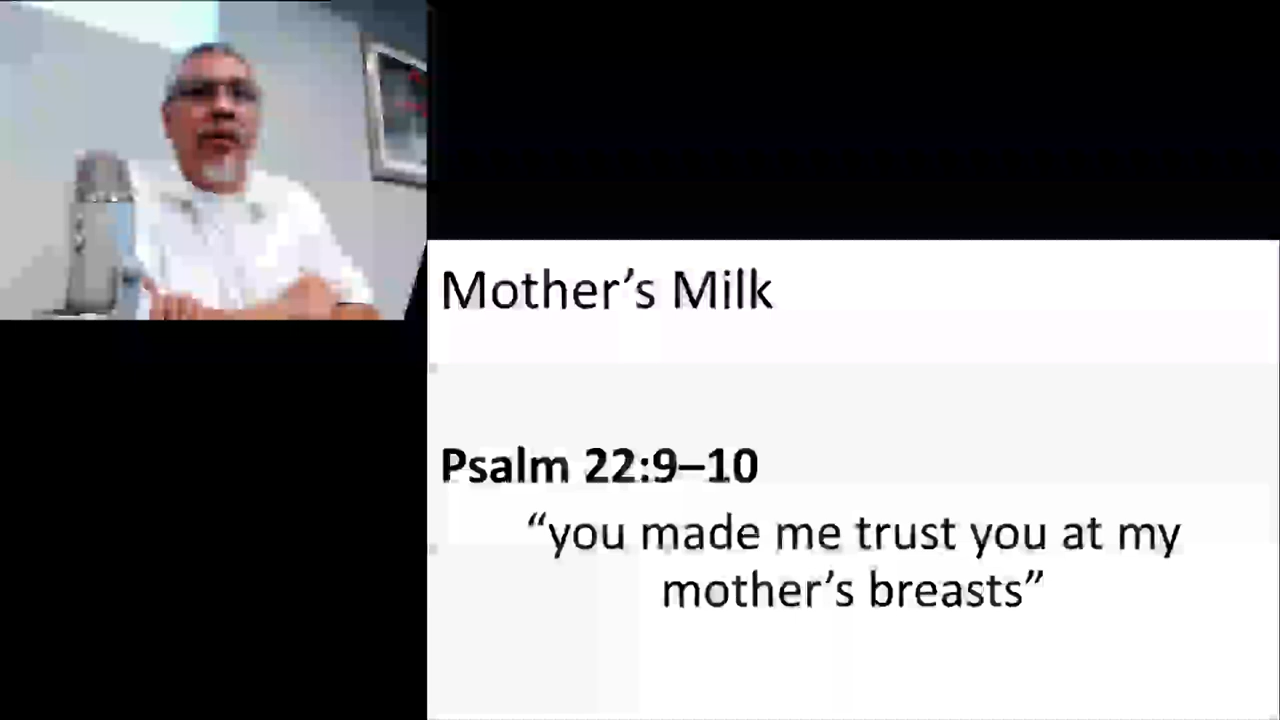 Mother’s Milk
Psalm 22:9–10
“you made me trust you at my
mother’s breasts”